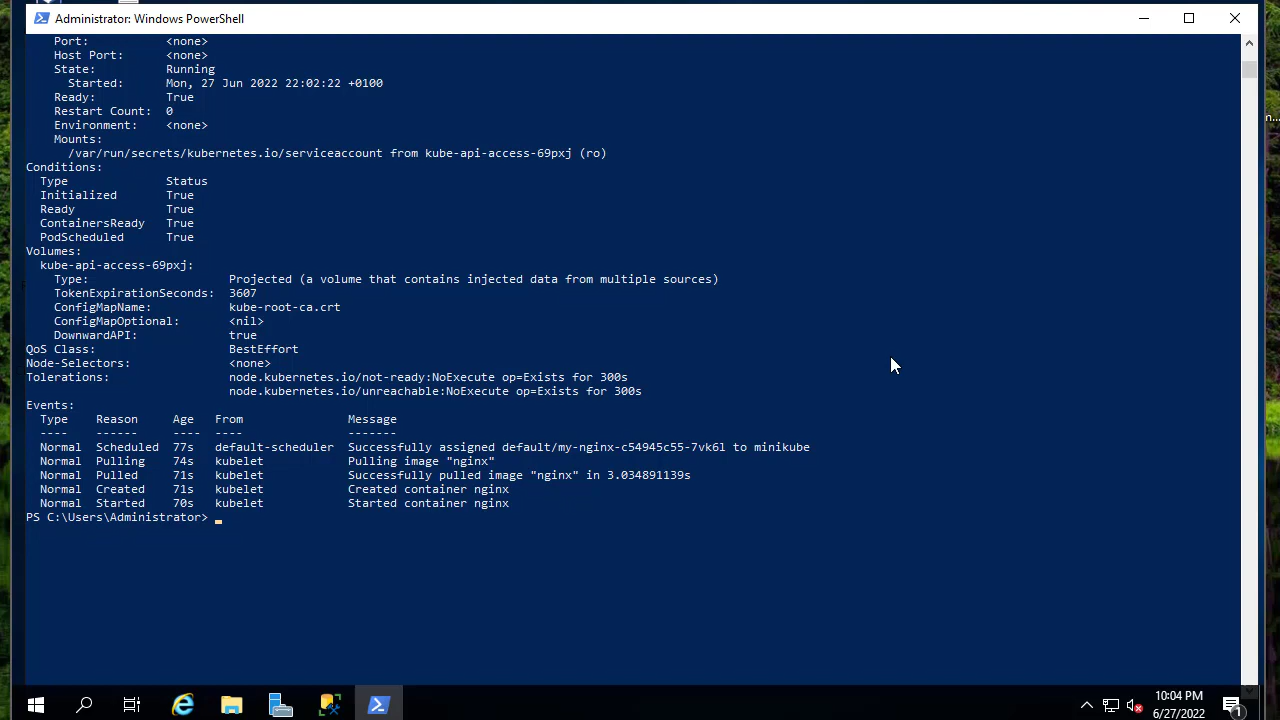 Administrator: Windows PowerShell
Port: <none>
Host Port: <none>
State: Running
Started: Mon, 27 Jun 2022 22:02:22 +0100
Ready: True
Restart Count: 0
Environment: <none>
Mounts:
/var/run/secrets/kubernetes.io/serviceaccount from kube-api-access-69pxj (ro)
Conditions:
Type Status
Initialized True
Ready True
ContainersReady True
PodScheduled True
Volumes:
kube-api-access-69pxj:
Type: Projected (a volume that contains injected data from multiple sources)
TokenExpirationSeconds: 3607
ConfigMapName: kube-root-ca.crt
ConfigMapOptional: <nil>
DownwardAPI: true
QoS Class: BestEffort
Node-Selectors: <none>
Tolerations: node.kubernetes.io/not-ready:NoExecute op=Exists for 300s
node.kubernetes.io/unreachable:NoExecute op=Exists for 300s
Events:
Type Reason Age From Message
---- ------ ---- ---- -------
Normal Scheduled 77s default-scheduler Successfully assigned default/my-nginx-c54945c55-7vk6l to minikube
Normal Pulling 74s kubelet Pulling image "nginx"
Normal Pulled 71s kubelet Successfully pulled image "nginx" in 3.034891139s
Normal Created 71s kubelet Created container nginx
Normal Started 70s kubelet Started container nginx
PS C:\Users\Administrator>
10:04 PM
6/27/2022
1